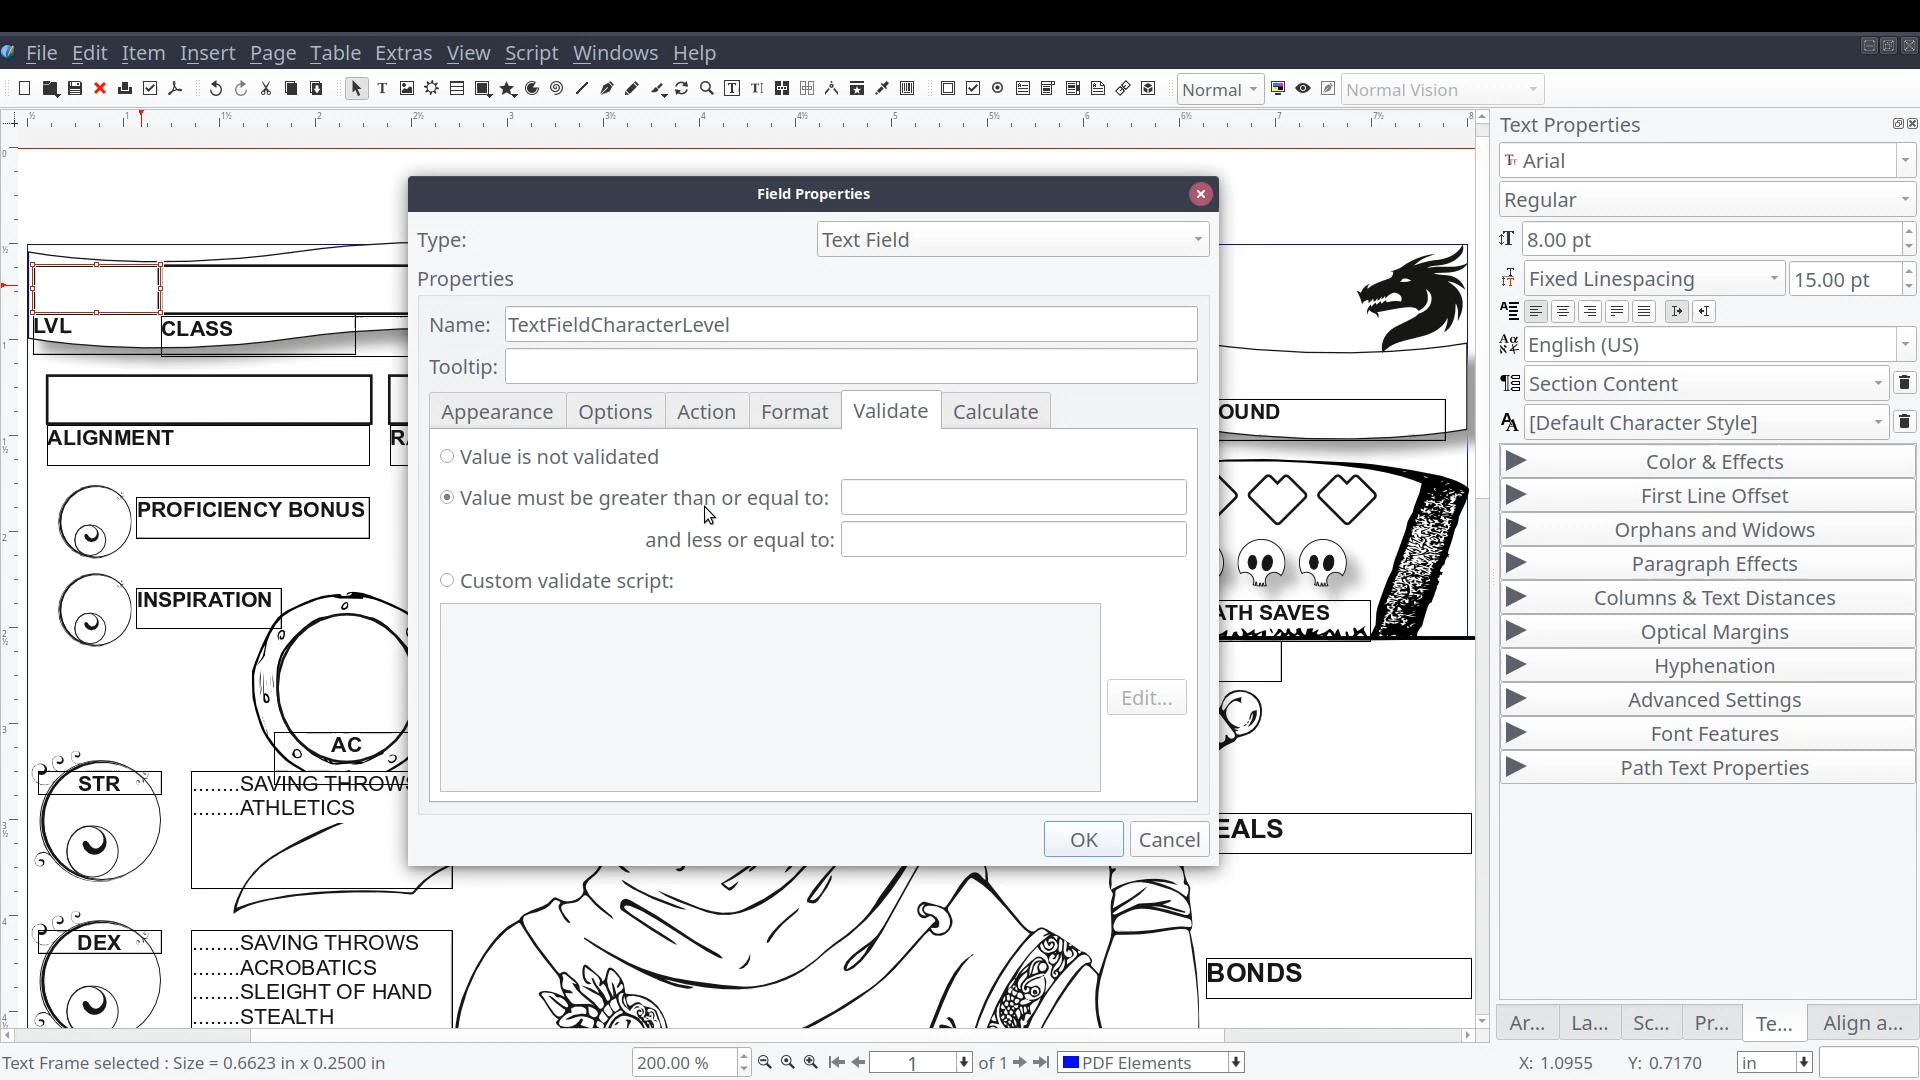 File Edit Item Insert Page Table Extras View Script Windows Help
Normal
Normal Vision
Text Properties
Arial
Regular
8.00 pt
Fixed Linespacing
15.00 pt
English (US)
Section Content
[Default Character Style]
Color & Effects
First Line Offset
Orphans and Widows
Paragraph Effects
Columns & Text Distances
Optical Margins
Hyphenation
Advanced Settings
Font Features
Path Text Properties
Field Properties
Type:
Text Field
Properties
Name:
TextFieldCharacterLevel
Tooltip:
Appearance
Options
Action
Format
Validate
Calculate
Value is not validated
Value must be greater than or equal to:
and less or equal to:
Custom validate script:
Edit...
OK
Cancel
LVL
CLASS
ALIGNMENT
R
PROFICIENCY BONUS
INSPIRATION
AC
STR
........SAVING THROWS
........ATHLETICS
DEX
........SAVING THROWS
........ACROBATICS
........SLEIGHT OF HAND
........STEALTH
OUND
ATH SAVES
EALS
BONDS
Ar...
La...
Sc...
Pr...
Te...
Align a...
Text Frame selected : Size = 0.6623 in x 0.2500 in
200.00 %
1
of 1
PDF Elements
X: 1.0955
Y: 0.7170
in